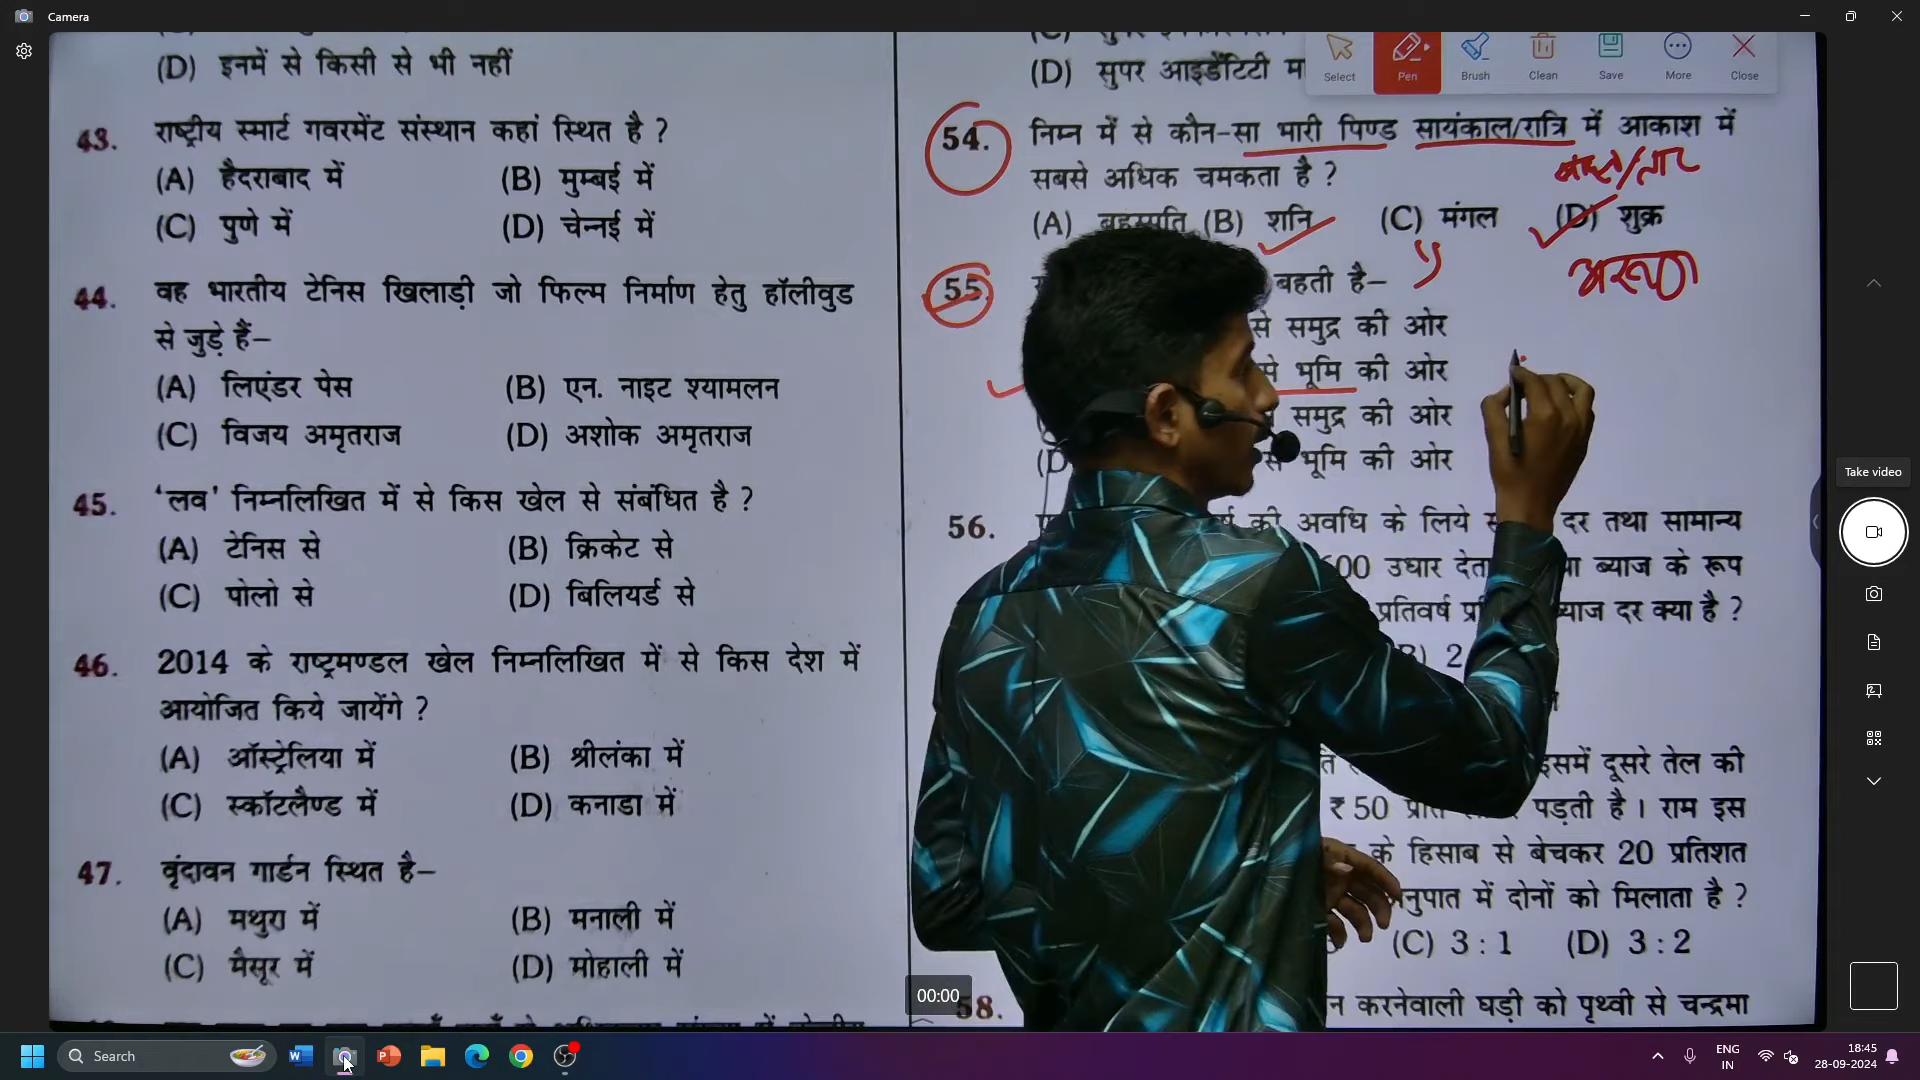 Camera
(D) इनमें से किसी से भी नहीं
43. राष्ट्रीय स्मार्ट गवरमेंट संस्थान कहां स्थित है ?
(A) हैदराबाद में (B) मुम्बई में
(C) पुणे में (D) चेन्नई में
44. वह भारतीय टेनिस खिलाड़ी जो फिल्म निर्माण हेतु हॉलीवुड
से जुड़े हैं–
(A) लिएंडर पेस (B) एन. नाइट श्यामलन
(C) विजय अमृतराज (D) अशोक अमृतराज
45. 'लव' निम्नलिखित में से किस खेल से संबंधित है ?
(A) टेनिस से (B) क्रिकेट से
(C) पोलो से (D) बिलियर्ड से
46. 2014 के राष्ट्रमण्डल खेल निम्नलिखित में से किस देश में
आयोजित किये जायेंगे ?
(A) ऑस्ट्रेलिया में (B) श्रीलंका में
(C) स्कॉटलैण्ड में (D) कनाडा में
47. वृंदावन गार्डन स्थित है–
(A) मथुरा में (B) मनाली में
(C) मैसूर में (D) मोहाली में
(D) सुपर आइडेंटिटी
Select Pen Brush Clean Save More Close
54. निम्न में से कौन-सा भारी पिण्ड सायंकाल/रात्रि में आकाश में
सबसे अधिक चमकता है ?
(A) बृहस्पति (B) शनि (C) मंगल (D) शुक्र
55. बहती है–
से समुद्र की ओर
से भूमि की ओर
समुद्र की ओर
(D) से भूमि की ओर
56. की अवधि के लिये दर तथा सामान्य
600 उधार ब्याज के रूप
प्रतिवर्ष ब्याज दर क्या है ?
(B) 2
इसमें दूसरे तेल की
₹ 50 पड़ती है । राम इस
के हिसाब से बेचकर 20 प्रतिशत
अनुपात में दोनों को मिलाता है ?
(C) 3 : 1 (D) 3 : 2
58. करनेवाली घड़ी को पृथ्वी से चन्द्रमा
Take video
00:00
Search
ENG
IN
18:45
28-09-2024